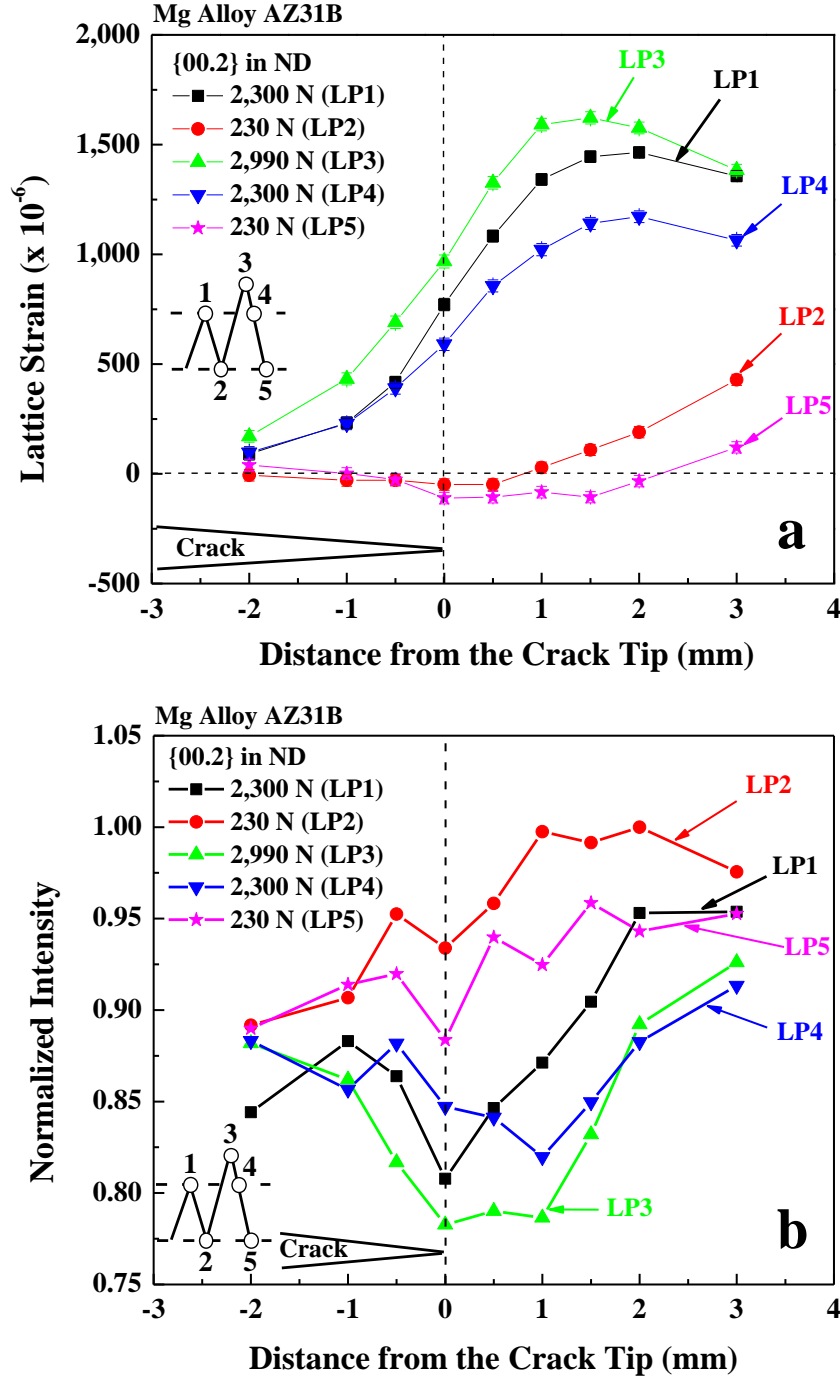 Mg Alloy AZ31B
2,000
1,500
1,000
500
0
-500
Lattice Strain (x 10⁻⁶)
{00.2} in ND
2,300 N (LP1)
230 N (LP2)
2,990 N (LP3)
2,300 N (LP4)
230 N (LP5)
LP3
LP1
LP4
LP2
LP5
3
1
4
2
5
Crack
a
-3
-2
-1
0
1
2
3
4
Distance from the Crack Tip (mm)
Mg Alloy AZ31B
1.05
1.00
0.95
0.90
0.85
0.80
0.75
Normalized Intensity
{00.2} in ND
2,300 N (LP1)
230 N (LP2)
2,990 N (LP3)
2,300 N (LP4)
230 N (LP5)
LP2
LP1
LP5
LP4
LP3
3
1
4
2
5
Crack
b
-3
-2
-1
0
1
2
3
4
Distance from the Crack Tip (mm)